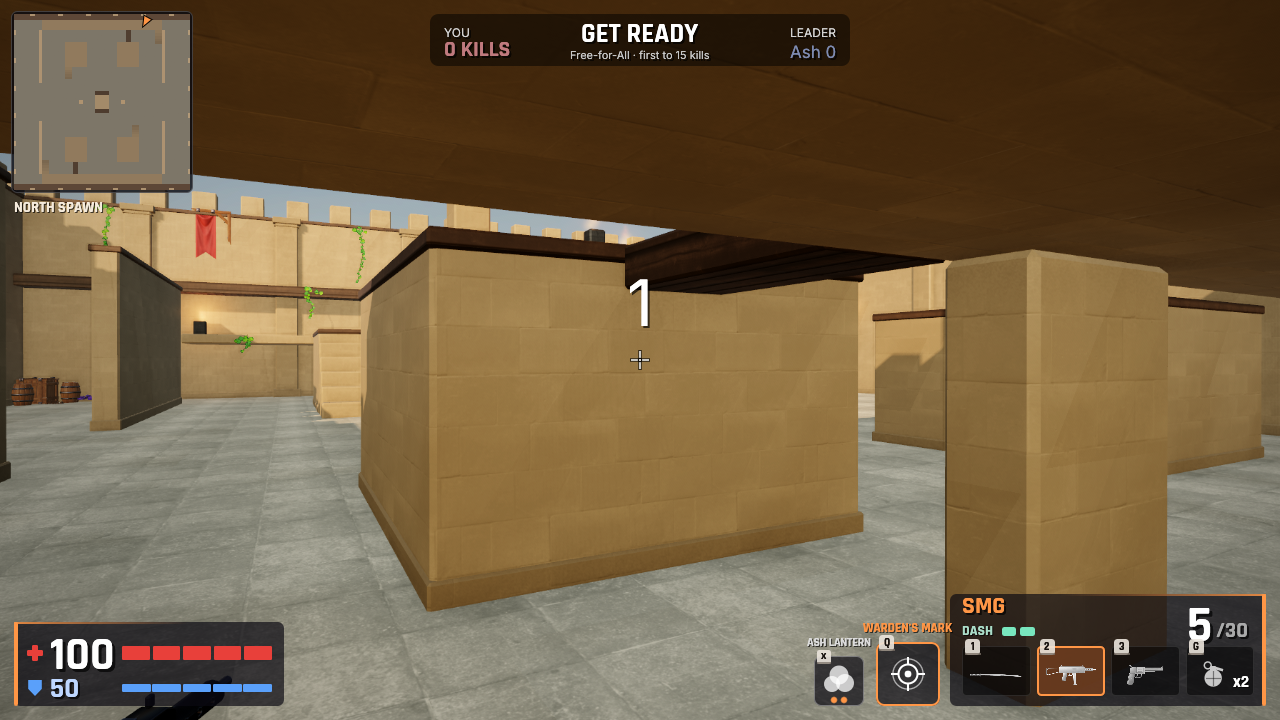 YOU
0 KILLS
GET READY
Free-for-All · first to 15 kills
LEADER
Ash 0
NORTH SPAWN
1
100
50
WARDEN'S MARK
ASH LANTERN
X
Q
SMG
DASH
5 /30
1
2
3
G
x2